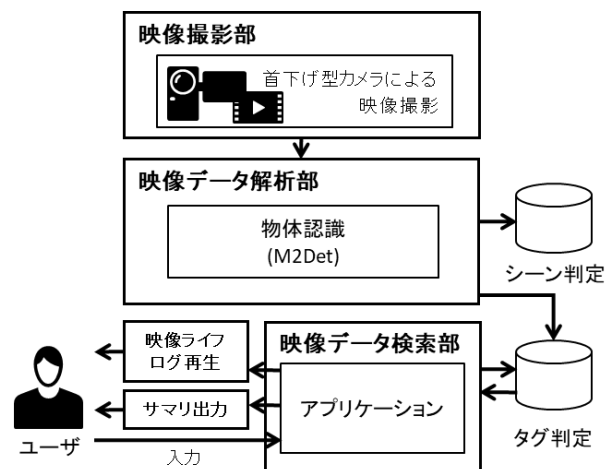 映像撮影部
首下げ型カメラによる
映像撮影
映像データ解析部
物体認識
(M2Det)
シーン判定
映像ライフ
ログ再生
映像データ検索部
サマリ出力
アプリケーション
ユーザ
入力
タグ判定